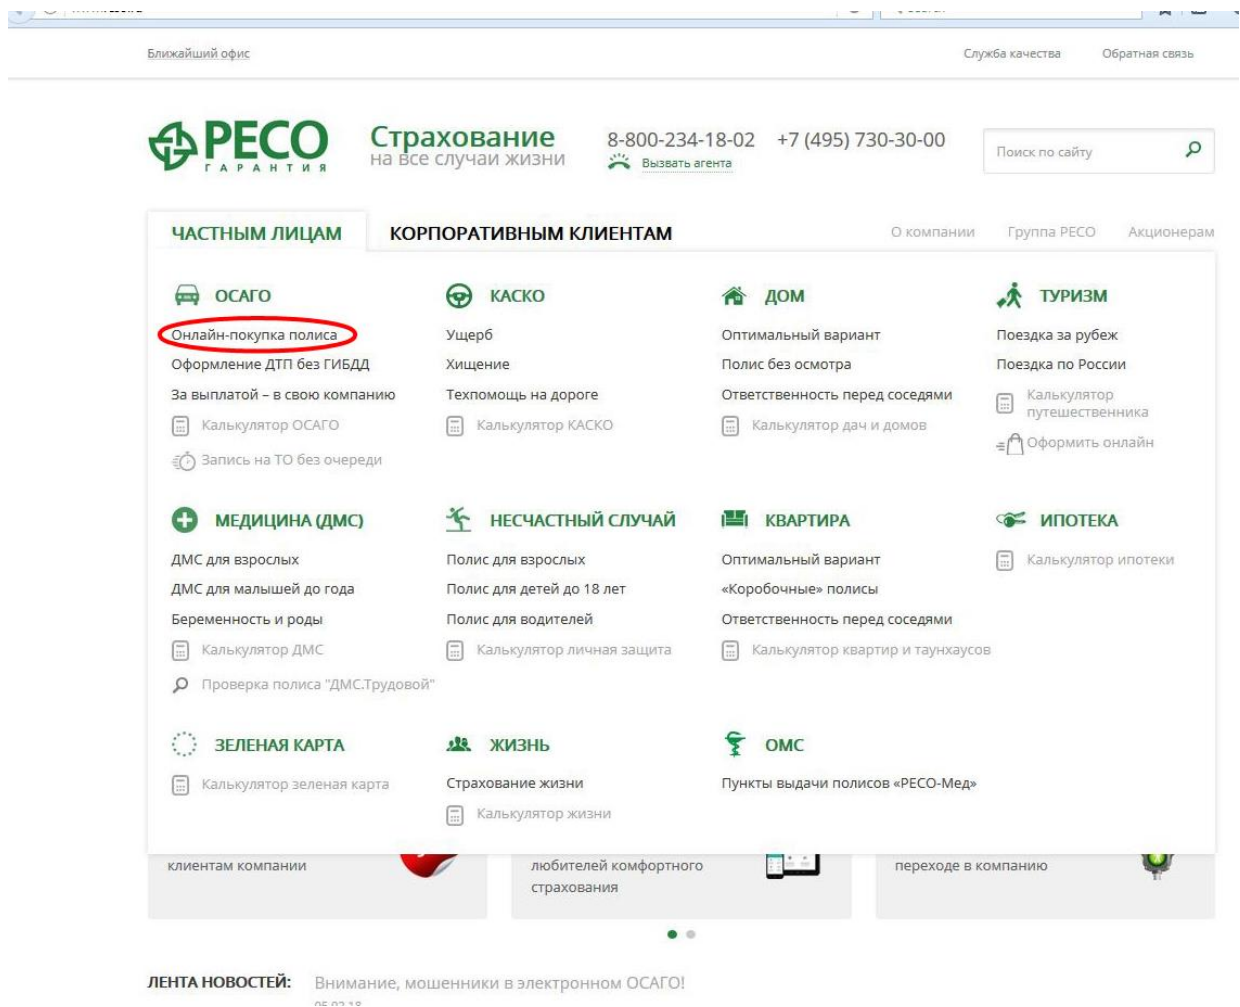 Ближайший офис
Служба качества Обратная связь
РЕСО
ГАРАНТИЯ
Страхование
на все случаи жизни
8-800-234-18-02 +7 (495) 730-30-00
Вызвать агента
Поиск по сайту
ЧАСТНЫМ ЛИЦАМ КОРПОРАТИВНЫМ КЛИЕНТАМ О компании Группа РЕСО Акционерам
ОСАГО
Онлайн-покупка полиса
Оформление ДТП без ГИБДД
За выплатой – в свою компанию
Калькулятор ОСАГО
Запись на ТО без очереди
КАСКО
Ущерб
Хищение
Техпомощь на дороге
Калькулятор КАСКО
ДОМ
Оптимальный вариант
Полис без осмотра
Ответственность перед соседями
Калькулятор дач и домов
ТУРИЗМ
Поездка за рубеж
Поездка по России
Калькулятор
путешественника
Оформить онлайн
МЕДИЦИНА (ДМС)
ДМС для взрослых
ДМС для малышей до года
Беременность и роды
Калькулятор ДМС
Проверка полиса "ДМС.Трудовой"
НЕСЧАСТНЫЙ СЛУЧАЙ
Полис для взрослых
Полис для детей до 18 лет
Полис для водителей
Калькулятор личная защита
КВАРТИРА
Оптимальный вариант
«Коробочные» полисы
Ответственность перед соседями
Калькулятор квартир и таунхаусов
ИПОТЕКА
Калькулятор ипотеки
ЗЕЛЕНАЯ КАРТА
Калькулятор зеленая карта
ЖИЗНЬ
Страхование жизни
Калькулятор жизни
ОМС
Пункты выдачи полисов «РЕСО-Мед»
клиентам компании
любителей комфортного
страхования
переходе в компанию
ЛЕНТА НОВОСТЕЙ: Внимание, мошенники в электронном ОСАГО!